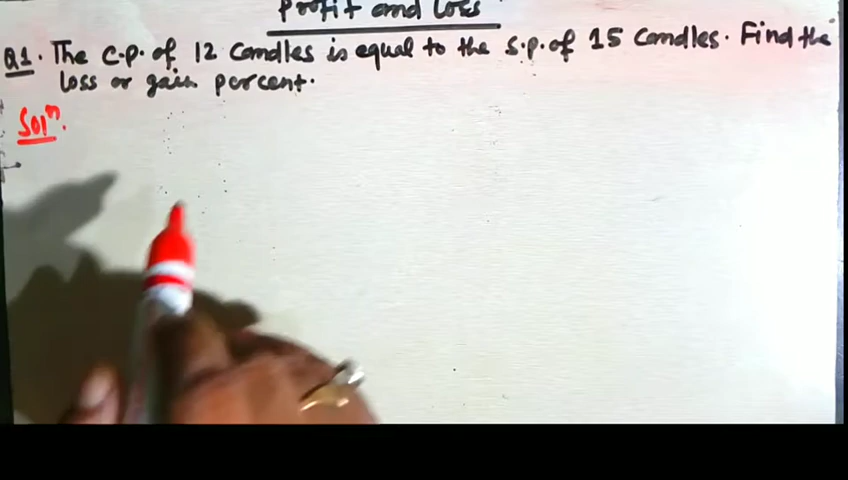 Profit and Loss
Q1. The C.P. of 12 Candles is equal to the S.P. of 15 Candles. Find the
loss or gain percent.
Solⁿ.